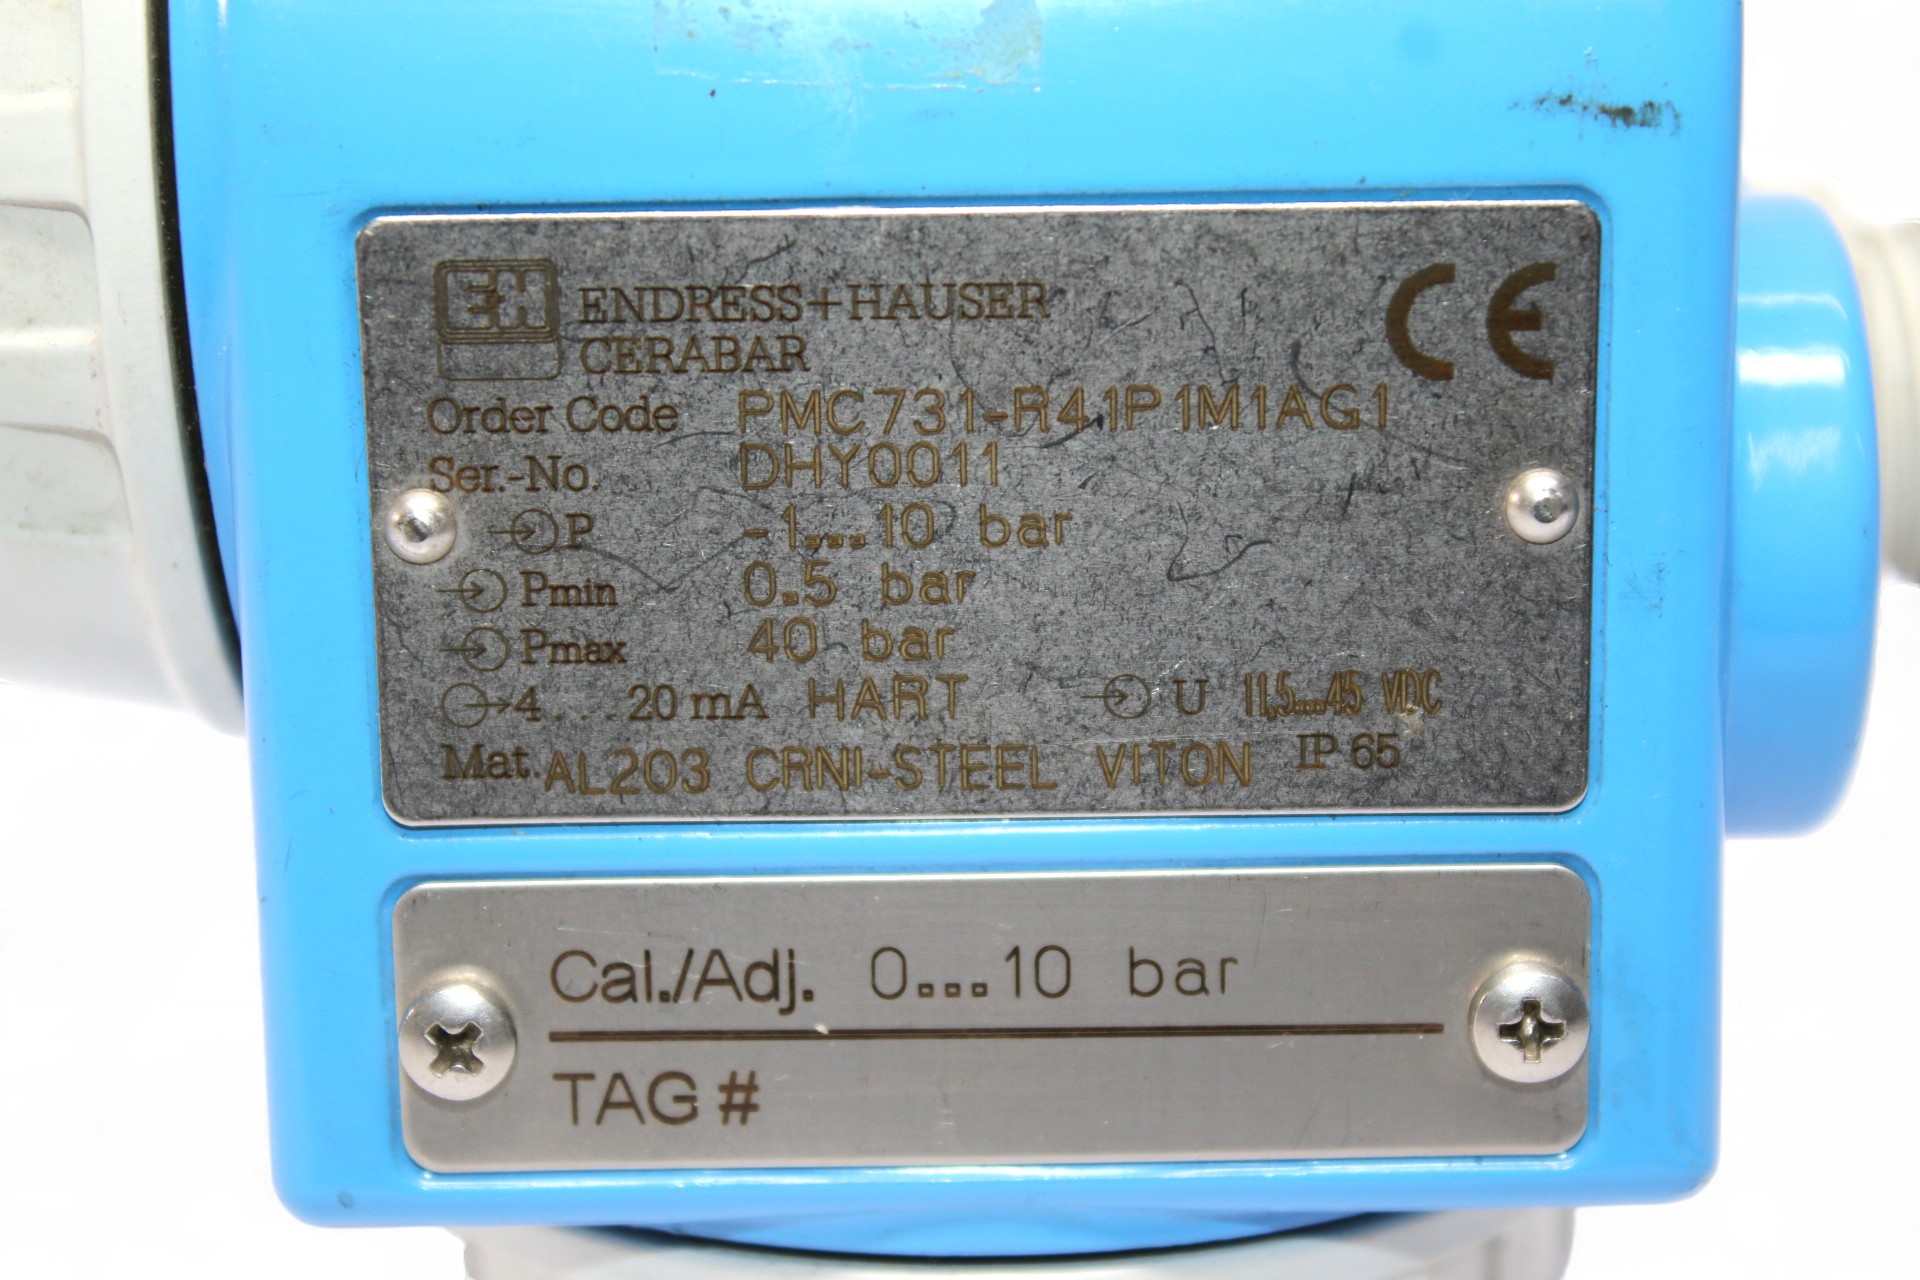 E+H ENDRESS+HAUSER
CERABAR
CE
Order Code PMC731-R41P1M1AG1
Ser.-No. DHY0011
P -1...10 bar
Pmin 0.5 bar
Pmax 40 bar
4...20 mA HART U 11,5...45 VDC
Mat. AL203 CRNI-STEEL VITON IP 65
Cal./Adj. 0...10 bar
TAG #